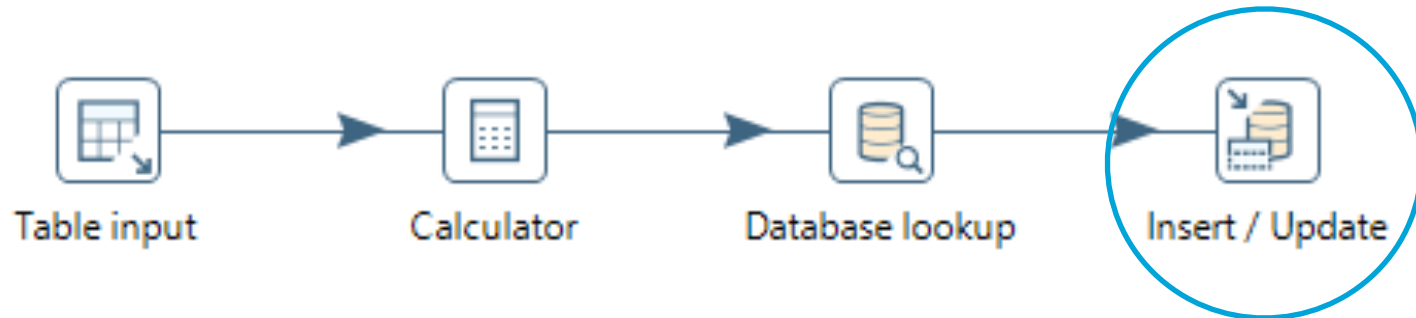 Table input
Calculator
Database lookup
Insert / Update